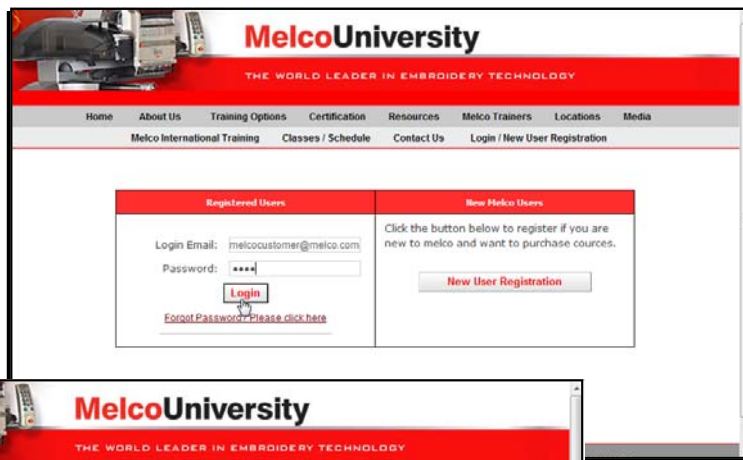 MelcoUniversity
THE WORLD LEADER IN EMBROIDERY TECHNOLOGY
Home About Us Training Options Certification Resources Melco Trainers Locations Media
Melco International Training Classes / Schedule Contact Us Login / New User Registration
Registered Users
Login Email: melcocustomer@melco.com
Password: ••••
Login
Forgot Password? Please click here
New Melco Users
Click the button below to register if you are
new to melco and want to purchase cources.
New User Registration
MelcoUniversity
THE WORLD LEADER IN EMBROIDERY TECHNOLOGY